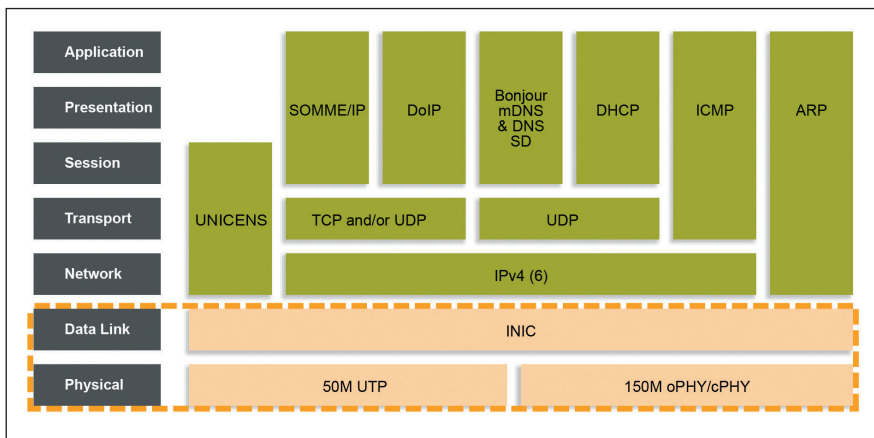 Application
Presentation
Session
Transport
Network
Data Link
Physical
UNICENS
SOMME/IP
DoIP
Bonjour
mDNS
& DNS
SD
DHCP
ICMP
ARP
TCP and/or UDP
UDP
IPv4 (6)
INIC
50M UTP
150M oPHY/cPHY